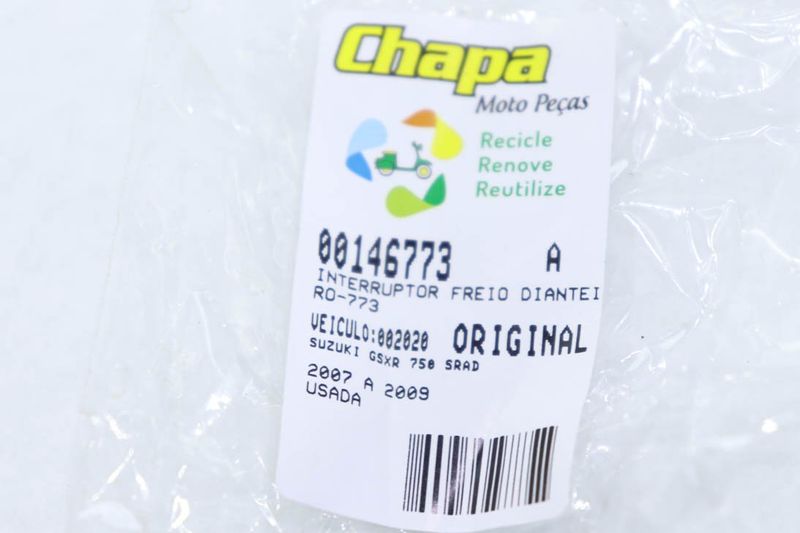 Chapa
Moto Peças
Recicle
Renove
Reutilize
00146773 A
INTERRUPTOR FREIO DIANTEI
RO-773
VEICULO:002020 ORIGINAL
SUZUKI GSXR 750 SRAD
2007 A 2009
USADA